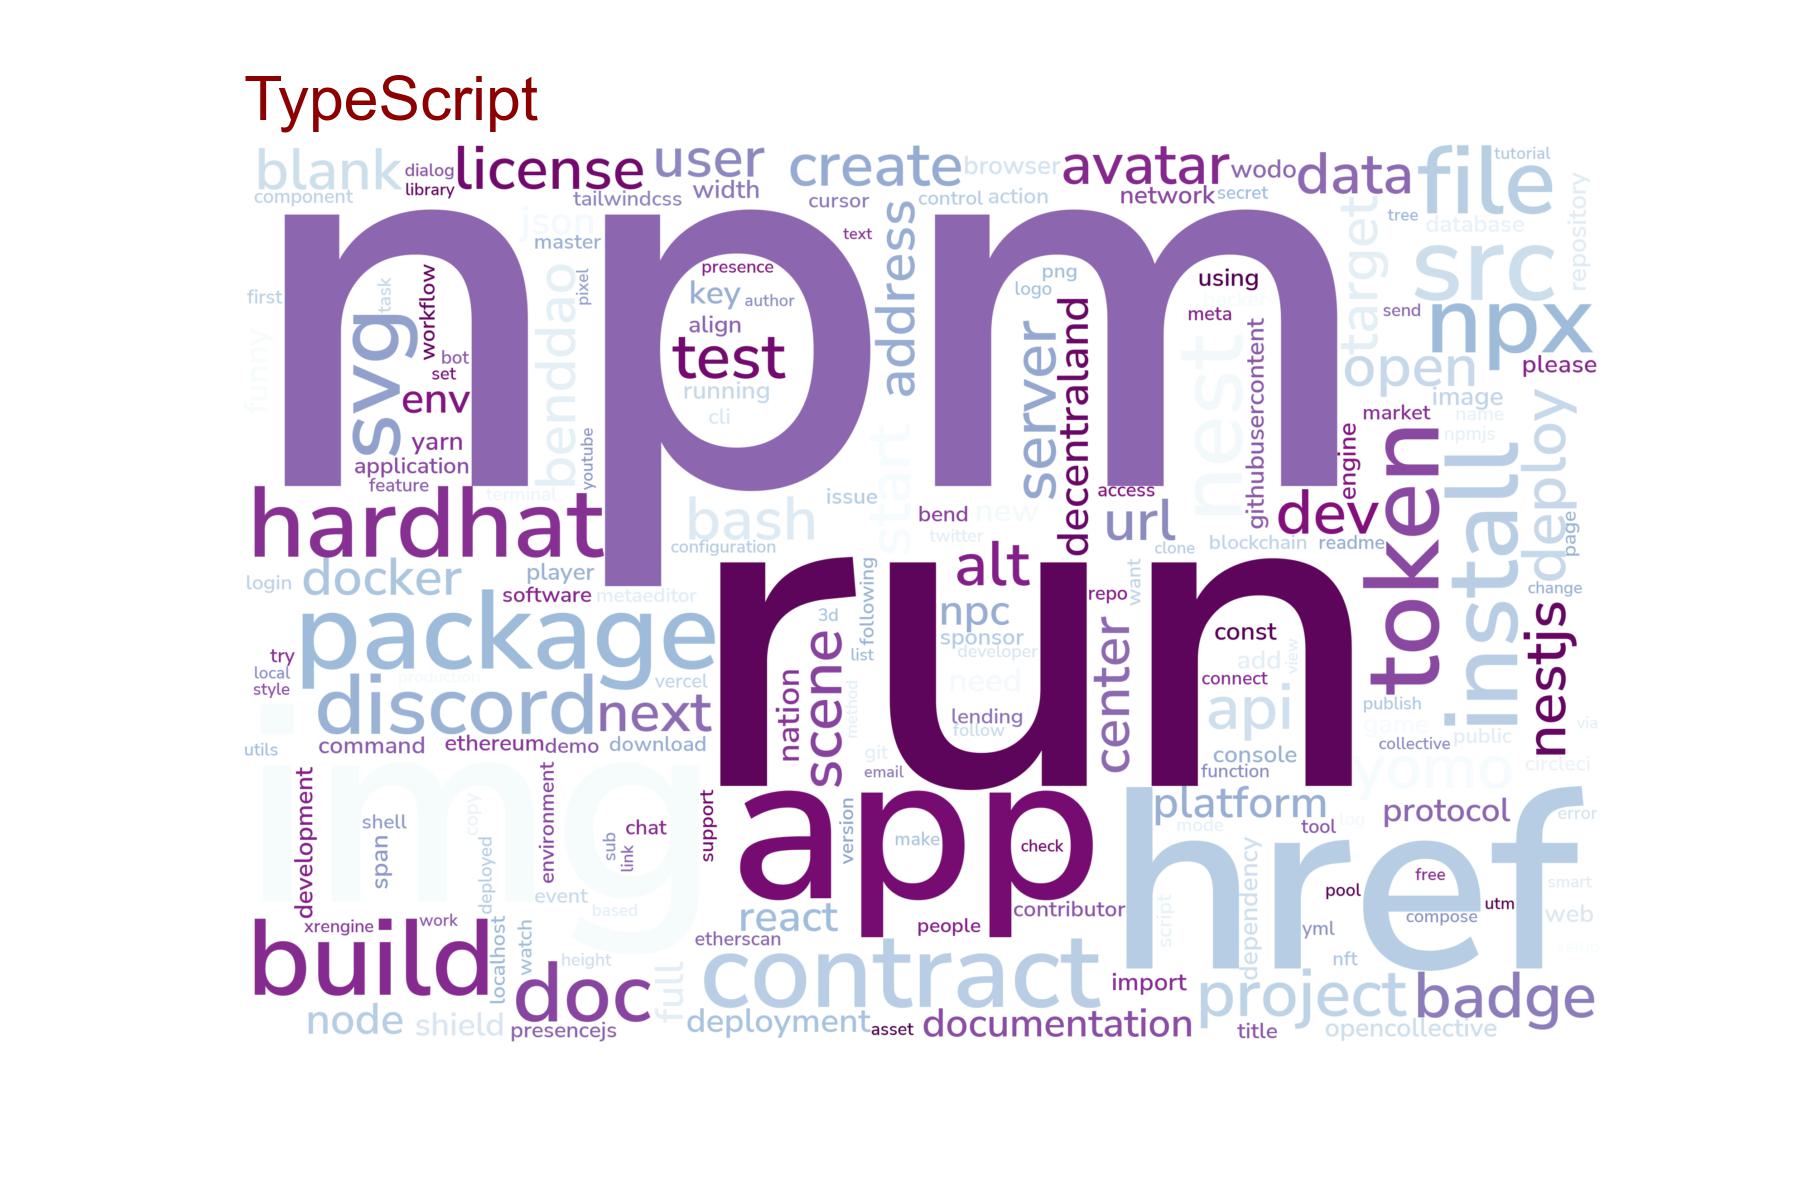 TypeScript
blank
dialog
license
user
create
browser
avatar
wodo
data
file
tutorial
component
library
tailwindcss
width
cursor
control
action
network
secret
json
master
text
address
target
tree
database
repository
src
npm
first
task
workflow
svg
bot
set
env
yarn
application
feature
funny
benddao
pixel
youtube
presence
key
author
align
test
running
cli
png
logo
using
backer
meta
server
decentraland
nest
githubusercontent
send
npx
open
please
image
name
npmjs
market
engine
token
install
deploy
page
hardhat
terminal
bash
issue
start
configuration
bend
new
twitter
access
url
clone
dev
blockchain
readme
login
docker
player
software
metaeditor
alt
npc
sponsor
developer
need
lending
follow
following
3d
list
repo
want
change
package
try
local
style
production
vercel
discord
next
run
nation
scene
method
center
const
add
view
connect
api
publish
game
collective
public
nestjs
via
utils
command
ethereum
demo
download
git
email
console
function
yomo
circleci
img
development
shell
span
copy
deployed
environment
sub
link
chat
support
version
app
make
check
platform
mode
tool
log
protocol
error
href
script
dependency
pool
free
utm
smart
compose
web
yml
nft
event
based
react
people
contributor
etherscan
xrengine
work
build
localhost
watch
height
doc
full
contract
import
project
badge
node
shield
presencejs
deployment
asset
documentation
title
opencollective